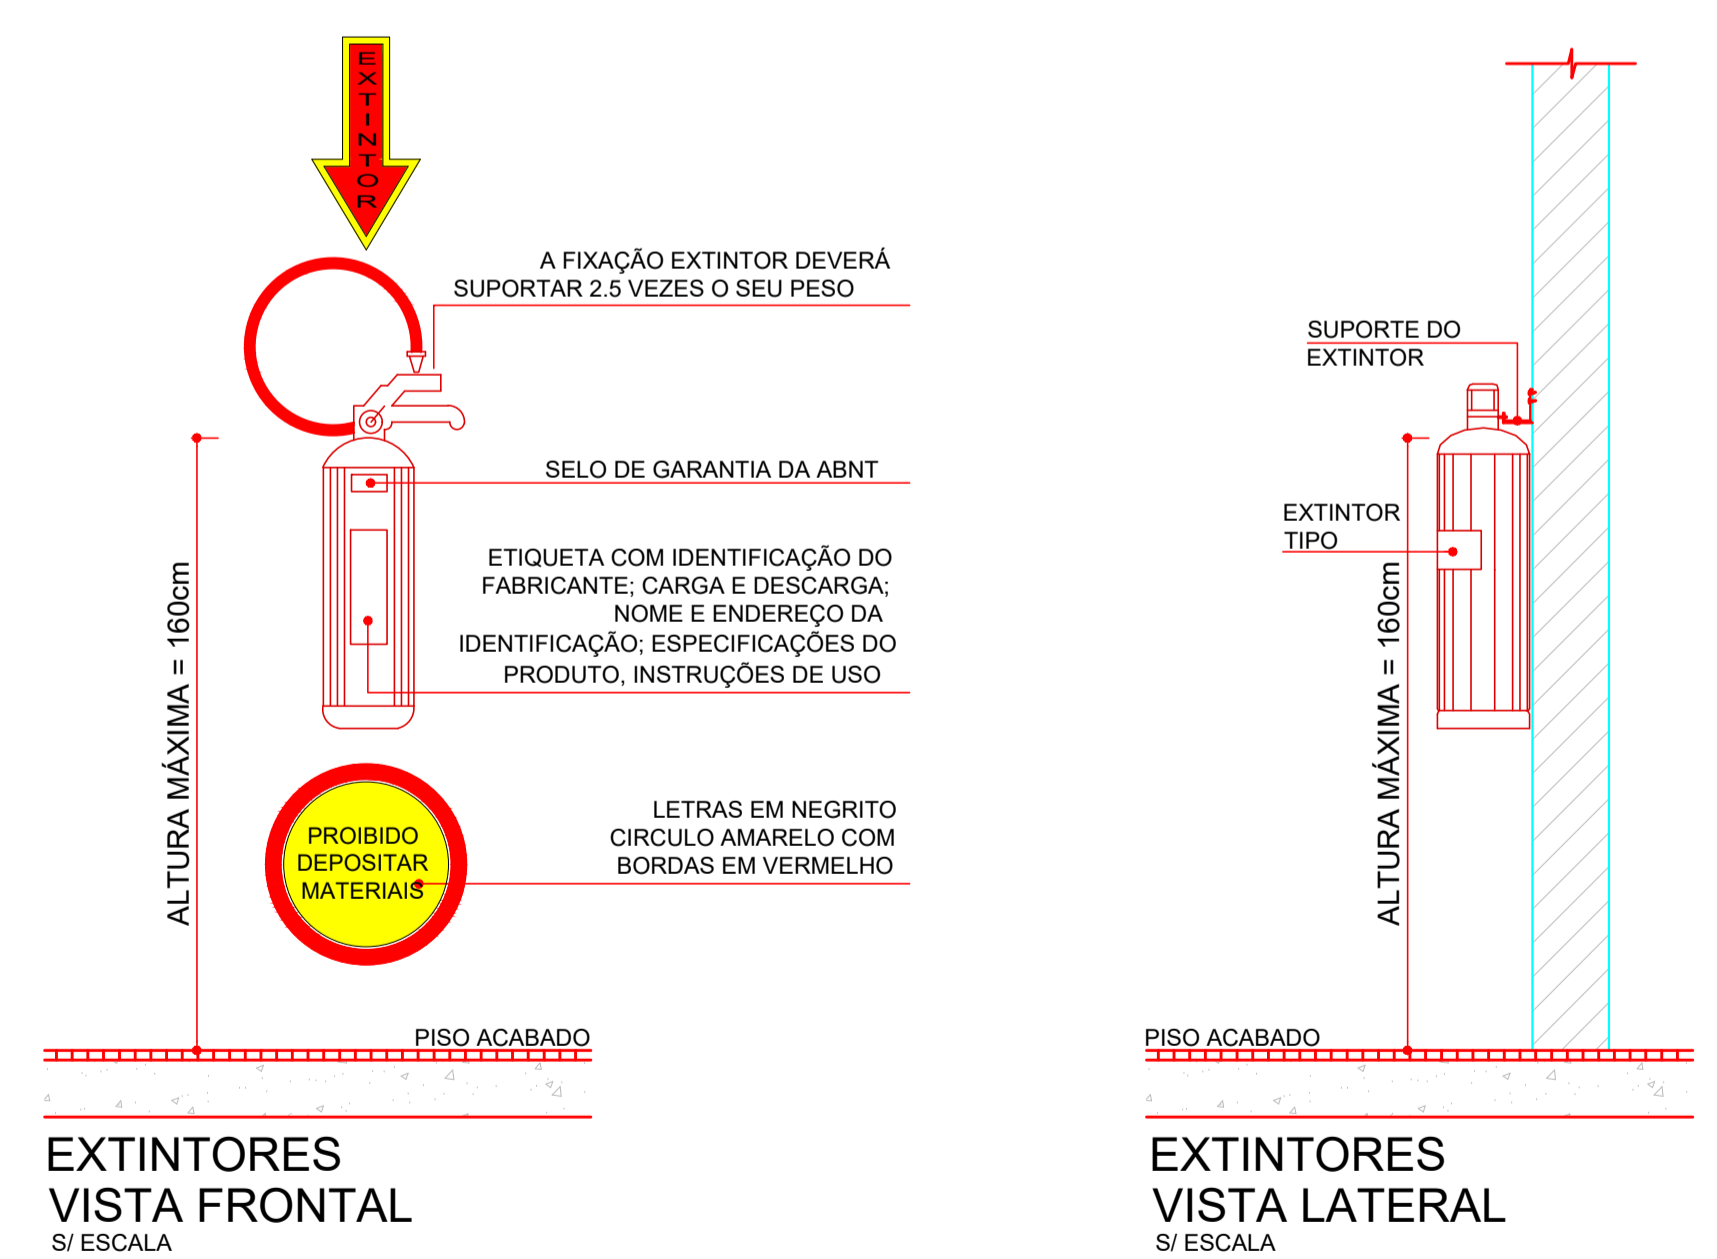 EXTINTOR
A FIXAÇÃO EXTINTOR DEVERÁ
SUPORTAR 2.5 VEZES O SEU PESO
SELO DE GARANTIA DA ABNT
ETIQUETA COM IDENTIFICAÇÃO DO
FABRICANTE; CARGA E DESCARGA;
NOME E ENDEREÇO DA
IDENTIFICAÇÃO; ESPECIFICAÇÕES DO
PRODUTO, INSTRUÇÕES DE USO
ALTURA MÁXIMA = 160cm
LETRAS EM NEGRITO
CIRCULO AMARELO COM
BORDAS EM VERMELHO
PROIBIDO
DEPOSITAR
MATERIAIS
PISO ACABADO
EXTINTORES
VISTA FRONTAL
S/ ESCALA
SUPORTE DO
EXTINTOR
EXTINTOR
TIPO
ALTURA MÁXIMA = 160cm
PISO ACABADO
EXTINTORES
VISTA LATERAL
S/ ESCALA